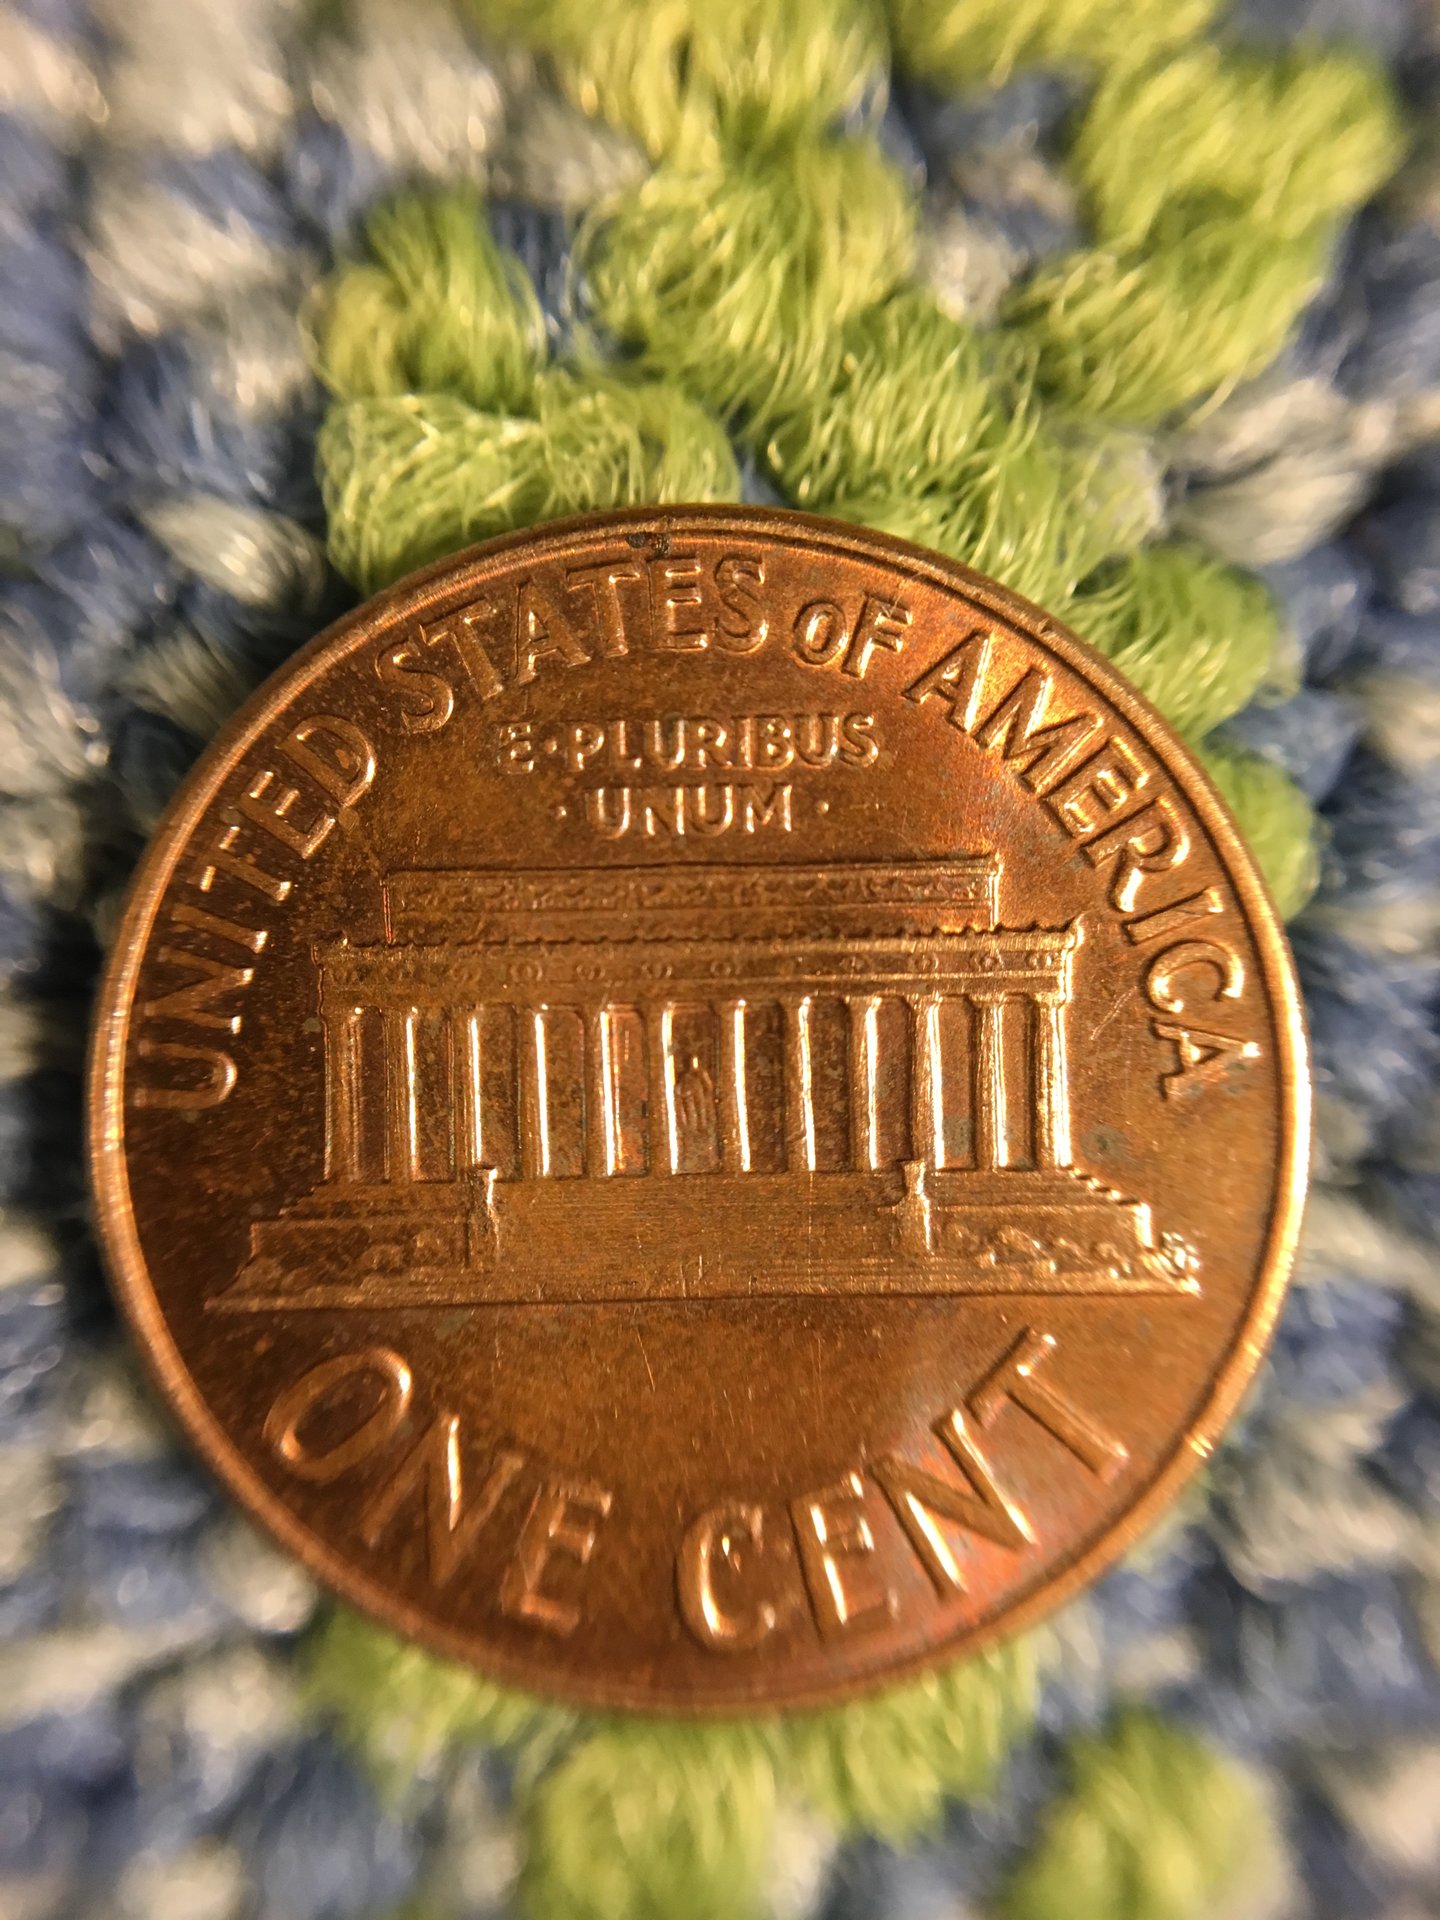 UNITED STATES OF AMERICA
E·PLURIBUS
·UNUM·
ONE CENT